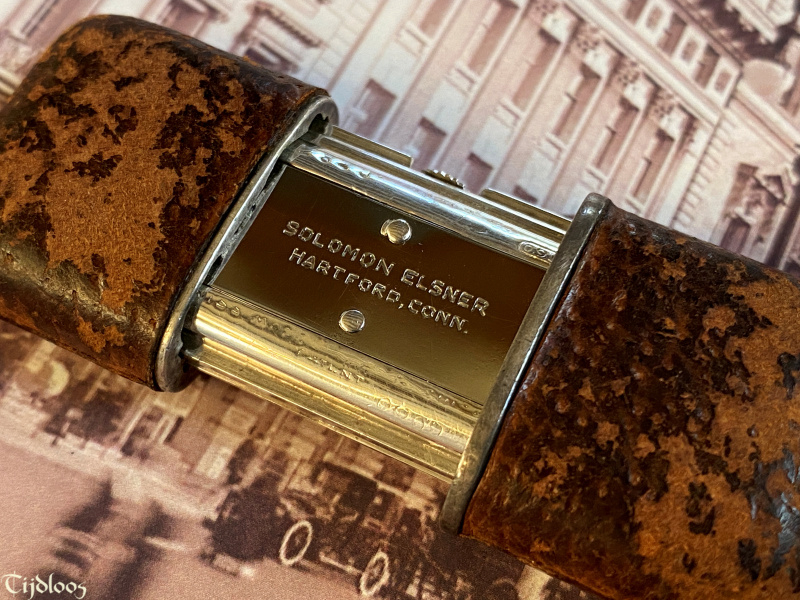 SOLOMON ELSNER
HARTFORD, CONN.
Tijdloos